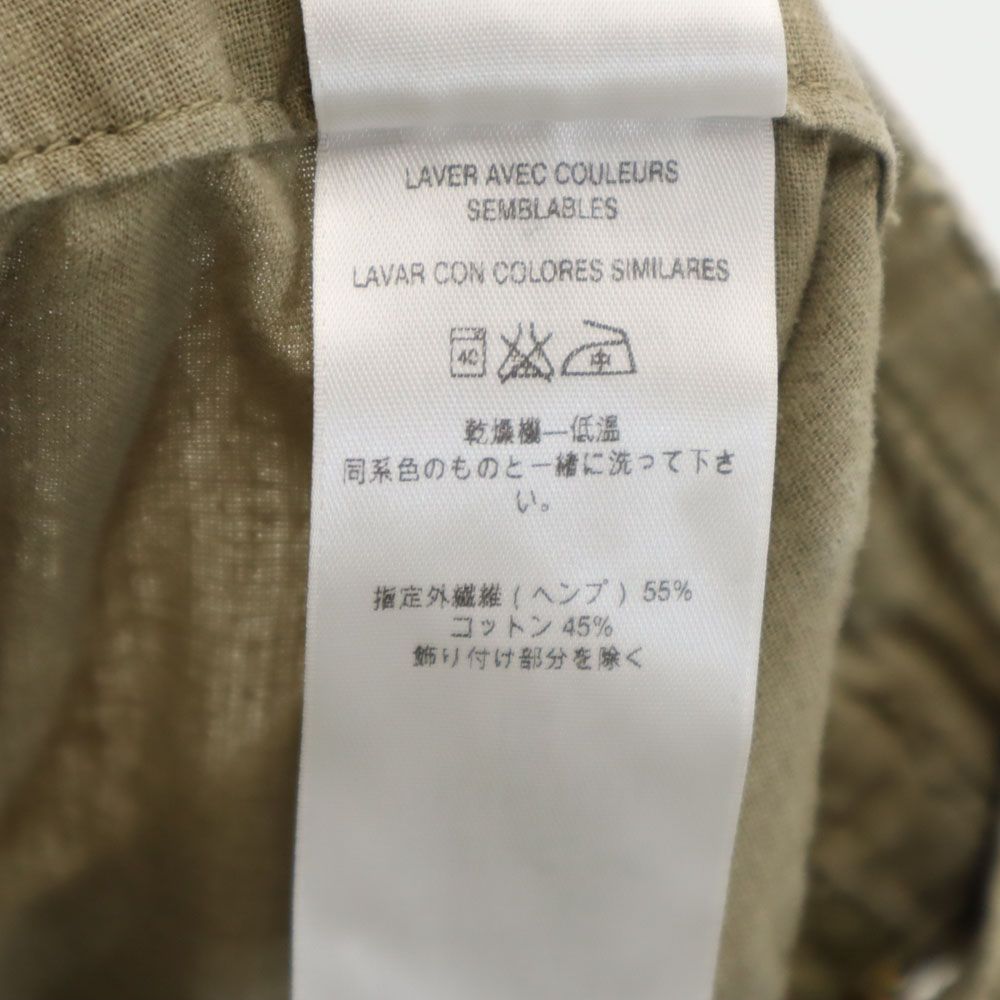 LAVER AVEC COULEURS
SEMBLABLES
LAVAR CON COLORES SIMILARES
40 中
乾燥機—低温
同系色のものと一緒に洗って下さ
い。
指定外繊維 ( ヘンプ ) 55%
コットン 45%
飾り付け部分を除く